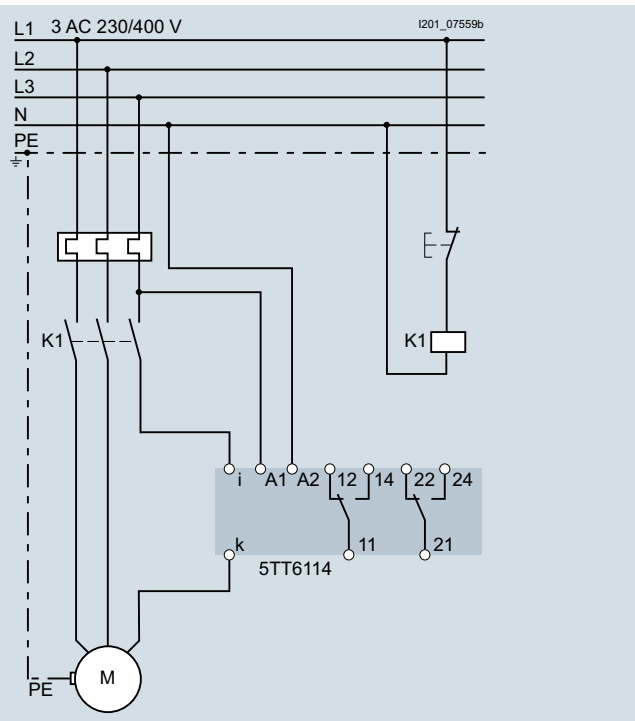 L1 3 AC 230/400 V I201_07559b
L2
L3
N
PE
K1 K1
i A1 A2 12 14 22 24
k 11 21
5TT6114
M
PE